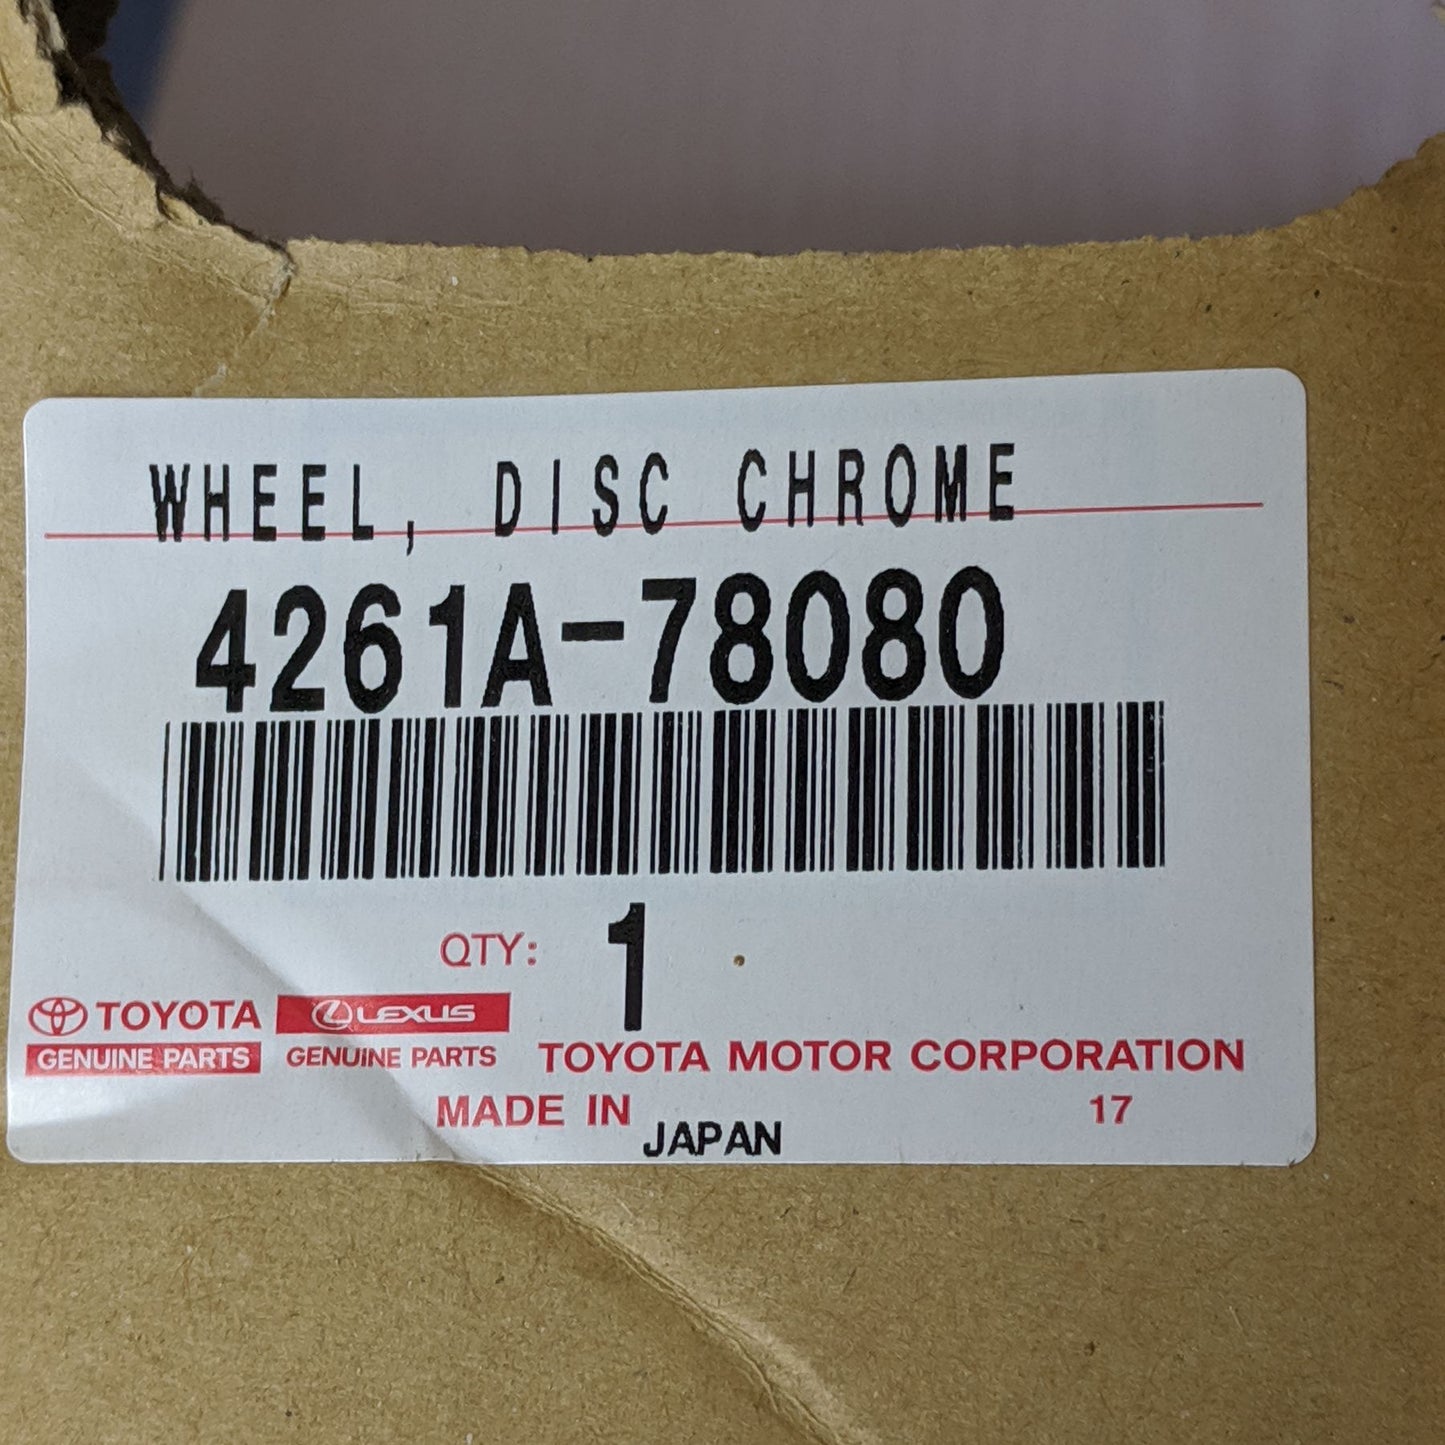 WHEEL, DISC CHROME
4261A-78080
QTY: 1
TOYOTA LEXUS
GENUINE PARTS GENUINE PARTS TOYOTA MOTOR CORPORATION
MADE IN JAPAN 17